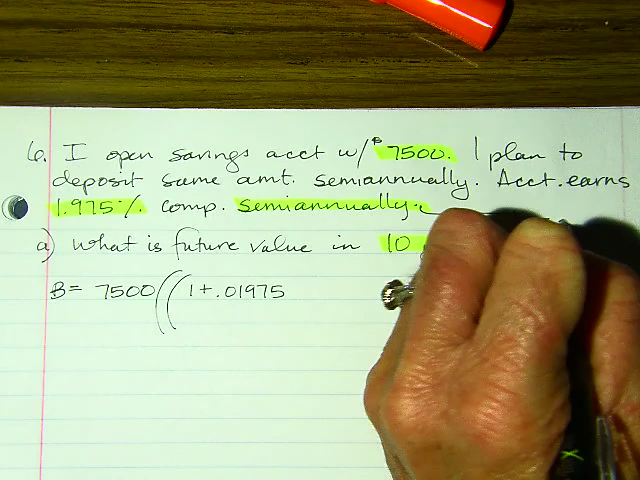 6. I open savings acct w/ $7500. I plan to
deposit same amt. semiannually. Acct. earns
1.975% comp. semiannually.
a) What is future value in 10
B= 7500((1+.01975